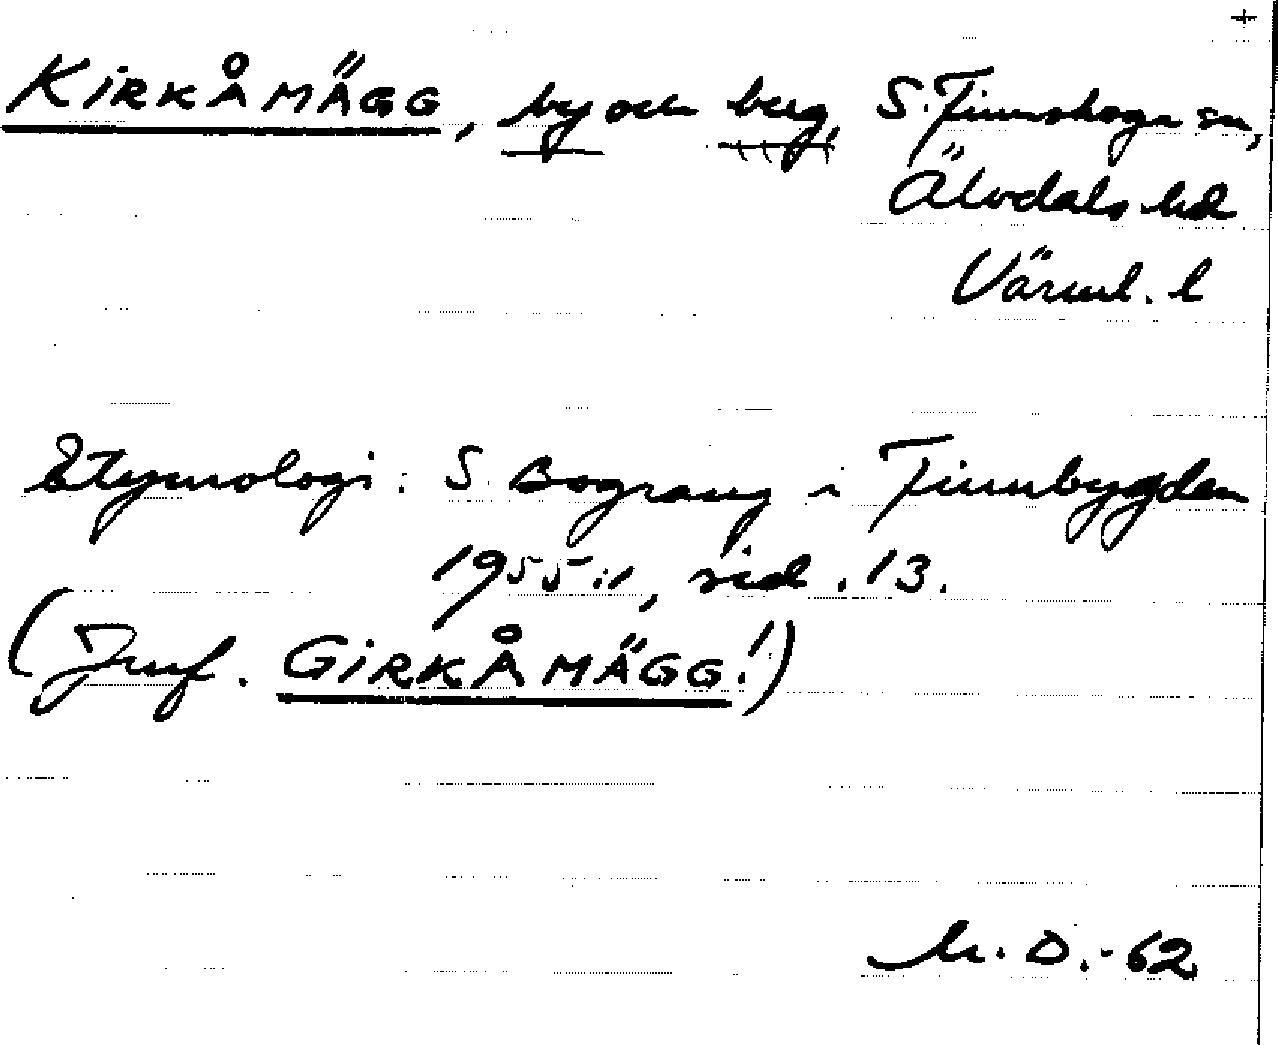 +
KIRKÅMÄGG, by och berg, S. Finnskoga sn,
Älvdals hd
Värml. l
Etymologi: S Bograng i Finnbygden
1955:1, sid. 13.
(Jmf. GIRKÅMÄGG!)
D.-62